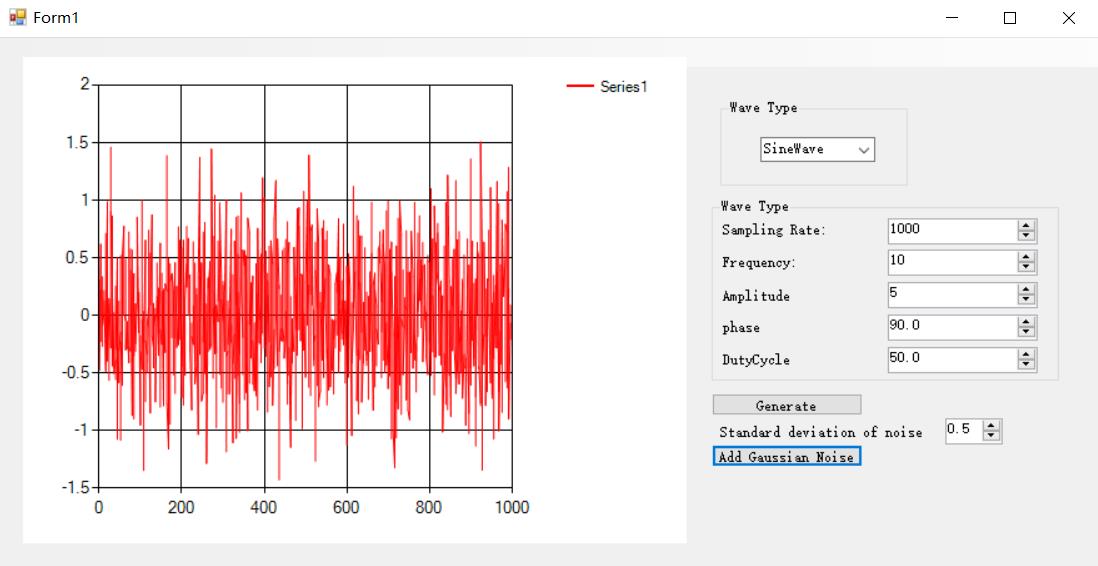 Form1
2
1.5
1
0.5
0
-0.5
-1
-1.5
0 200 400 600 800 1000
Series1
Wave Type
SineWave
Wave Type
Sampling Rate: 1000
Frequency: 10
Amplitude 5
phase 90.0
DutyCycle 50.0
Generate
Standard deviation of noise 0.5
Add Gaussian Noise